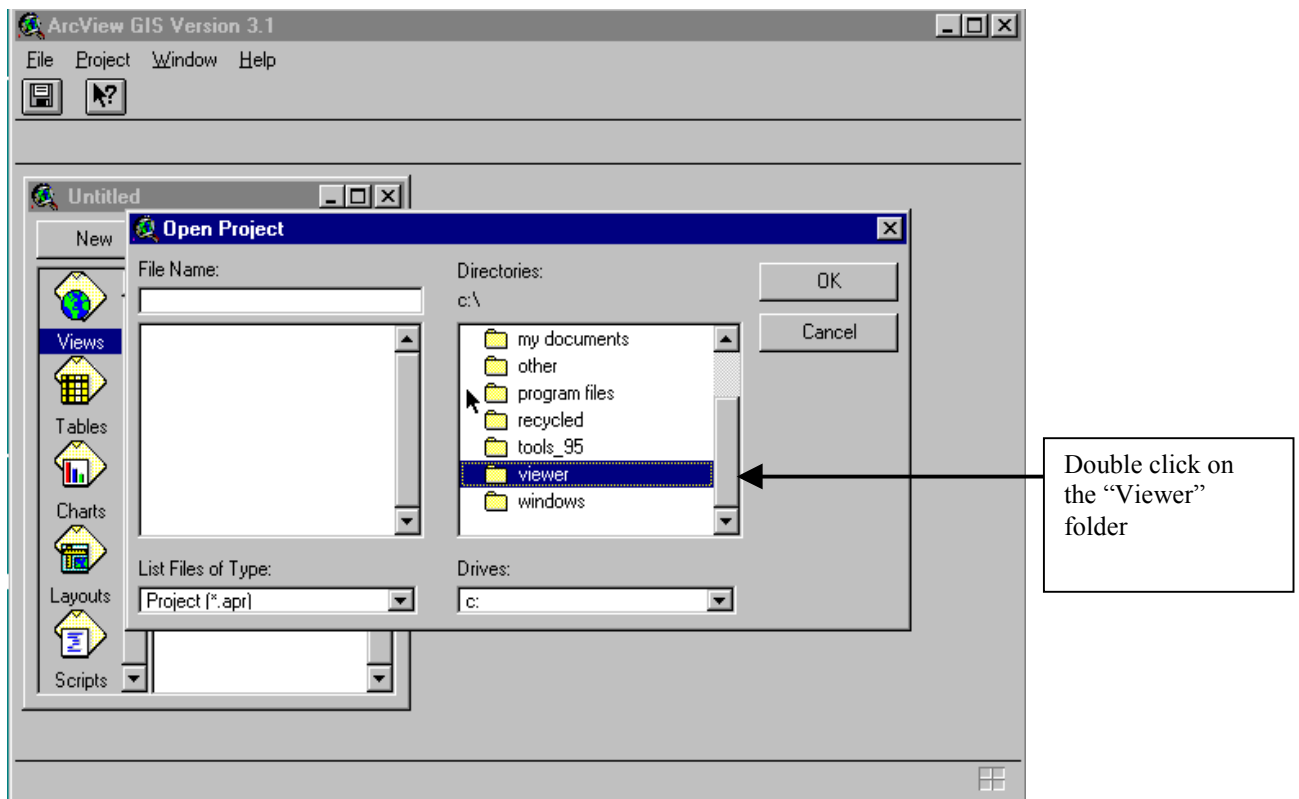 ArcView GIS Version 3.1
File Project Window Help
Untitled
New
Open Project
File Name:
Directories:
c:\
OK
Cancel
my documents
other
program files
recycled
tools_95
viewer
windows
Views
Tables
Charts
Layouts
Scripts
List Files of Type:
Project (*.apr)
Drives:
c:
Double click on
the “Viewer”
folder